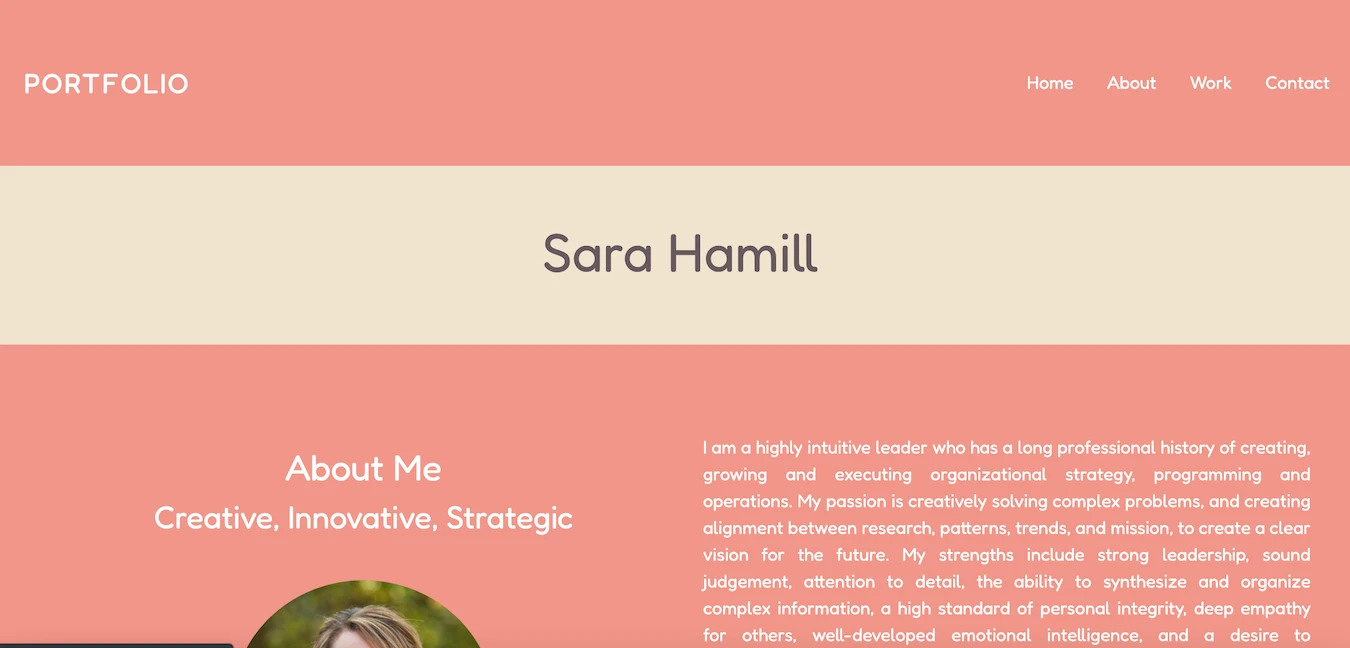 PORTFOLIO
Home About Work Contact
Sara Hamill
About Me
Creative, Innovative, Strategic
I am a highly intuitive leader who has a long professional history of creating,
growing and executing organizational strategy, programming and
operations. My passion is creatively solving complex problems, and creating
alignment between research, patterns, trends, and mission, to create a clear
vision for the future. My strengths include strong leadership, sound
judgement, attention to detail, the ability to synthesize and organize
complex information, a high standard of personal integrity, deep empathy
for others, well-developed emotional intelligence, and a desire to